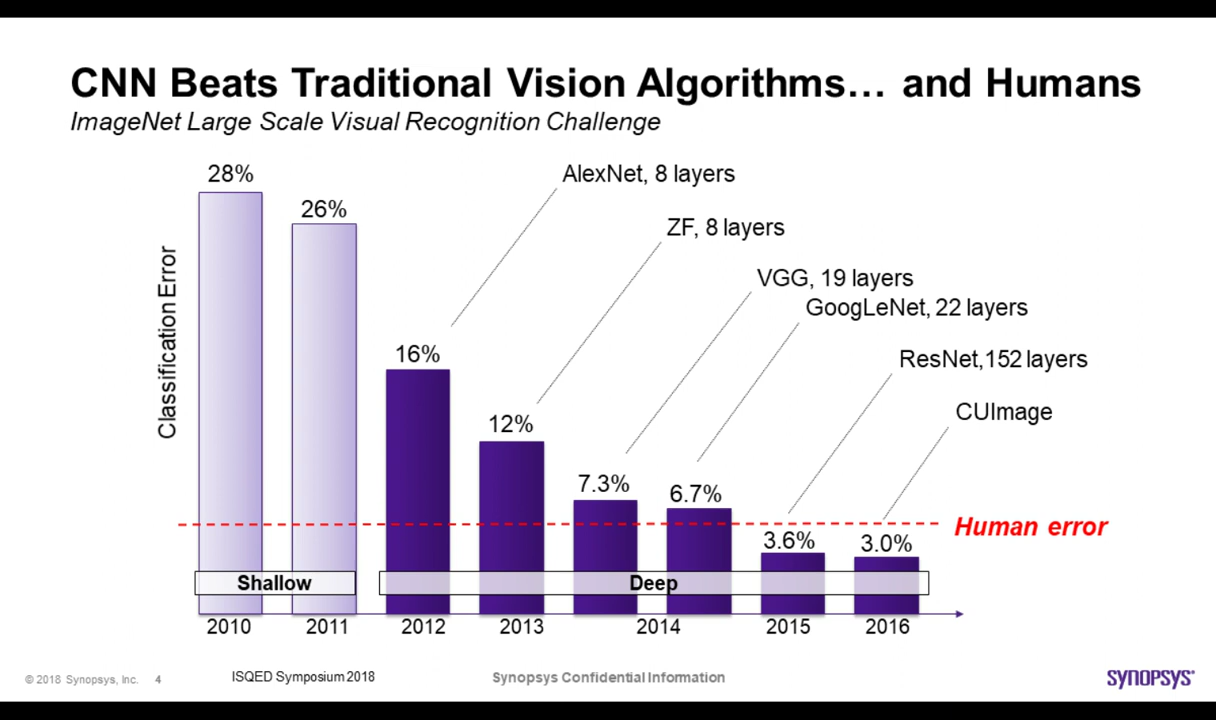 CNN Beats Traditional Vision Algorithms… and Humans
ImageNet Large Scale Visual Recognition Challenge
Classification Error
28%
26%
16%
12%
7.3%
6.7%
3.6%
3.0%
AlexNet, 8 layers
ZF, 8 layers
VGG, 19 layers
GoogLeNet, 22 layers
ResNet,152 layers
CUImage
Human error
Shallow
Deep
2010
2011
2012
2013
2014
2015
2016
© 2018 Synopsys, Inc. 4
ISQED Symposium 2018
Synopsys Confidential Information
SYNOPSYS®